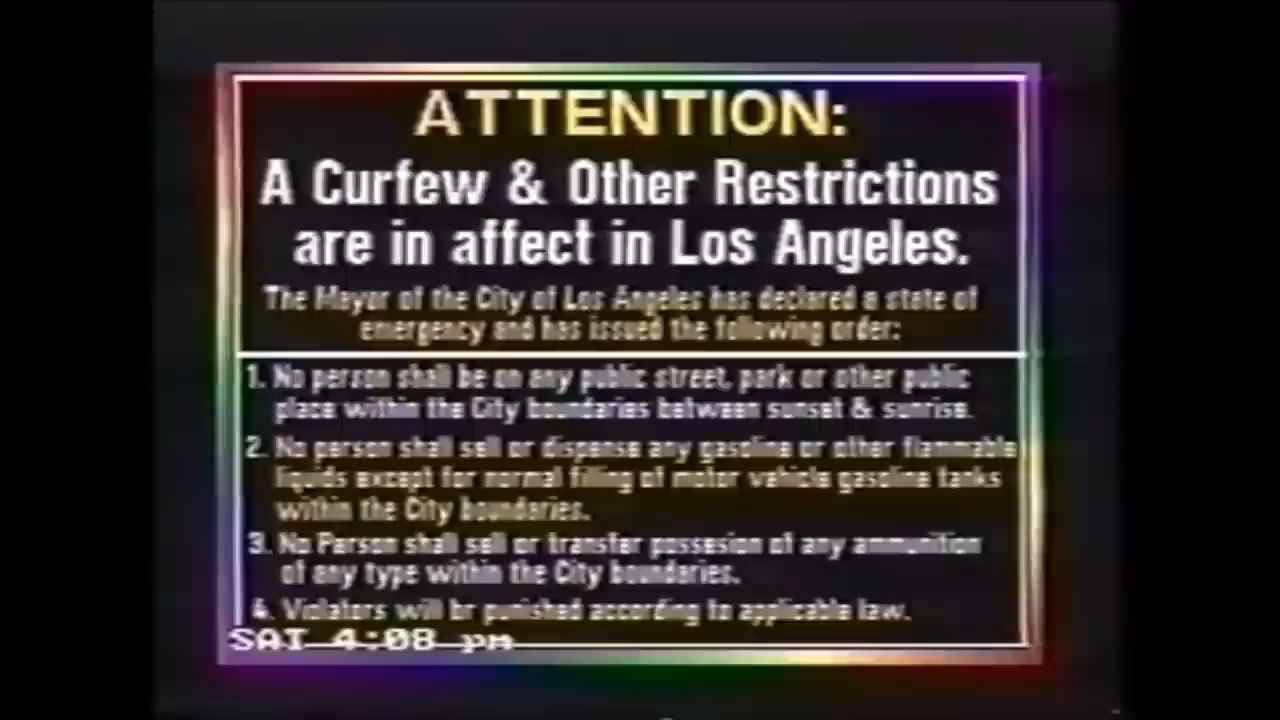 ATTENTION:
A Curfew & Other Restrictions
are in affect in Los Angeles.
The Mayor of the City of Los Angeles has declared a state of
emergency and has issued the following order:
1. No person shall be on any public street, park or other public
place within the City boundaries between sunset & sunrise.
2. No person shall sell or dispense any gasoline or other flammable
liquids except for normal filling of motor vehicle gasoline tanks
within the City boundaries.
3. No Person shall sell or transfer possesion of any ammunition
of any type within the City boundaries.
4. Violators will br punished according to applicable law.
SAT 4:08 pm